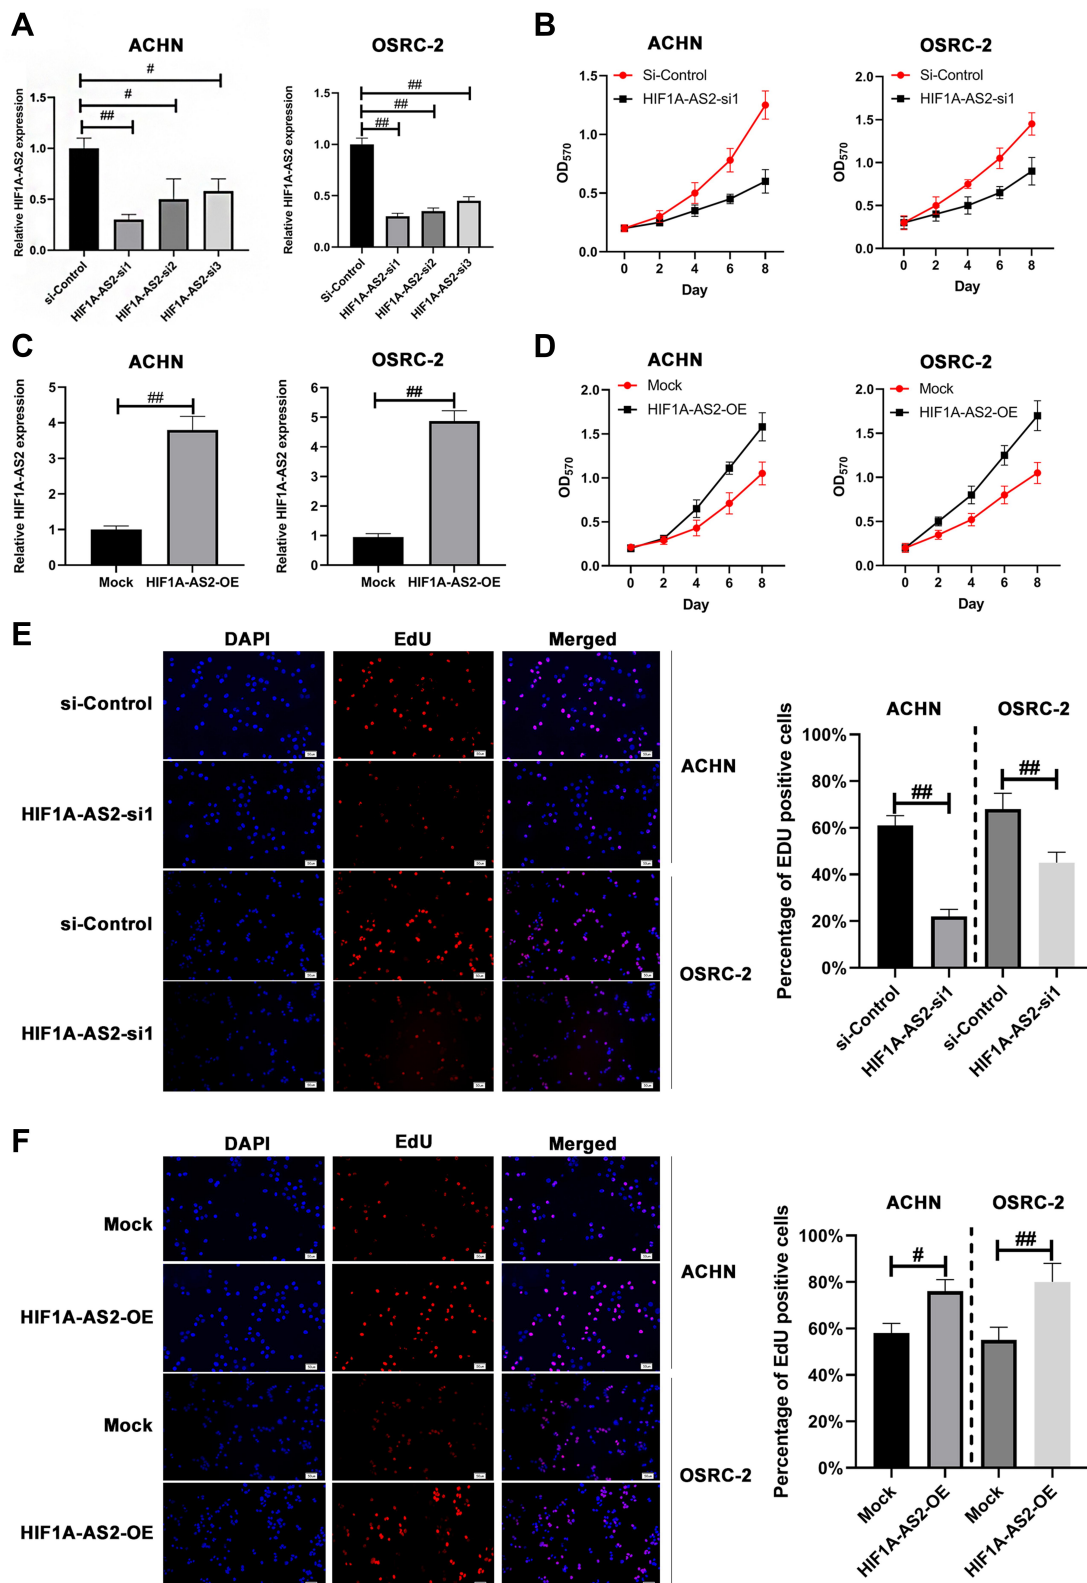 A
ACHN
Relative HIF1A-AS2 expression
1.5
1.0
0.5
0.0
#
#
##
si-Control
HIF1A-AS2-si1
HIF1A-AS2-si2
HIF1A-AS2-si3
OSRC-2
Relative HIF1A-AS2 expression
1.5
1.0
0.5
0.0
##
##
##
Si-Control
HIF1A-AS2-si1
HIF1A-AS2-si2
HIF1A-AS2-si3
B
ACHN
Si-Control
HIF1A-AS2-si1
OD570
1.5
1.0
0.5
0.0
0 2 4 6 8
Day
OSRC-2
Si-Control
HIF1A-AS2-si1
OD570
2.0
1.5
1.0
0.5
0.0
0 2 4 6 8
Day
C
ACHN
Relative HIF1A-AS2 expression
5
4
3
2
1
0
##
Mock HIF1A-AS2-OE
OSRC-2
Relative HIF1A-AS2 expression
6
5
4
3
2
1
0
##
Mock HIF1A-AS2-OE
D
ACHN
Mock
HIF1A-AS2-OE
OD570
2.0
1.5
1.0
0.5
0.0
0 2 4 6 8
Day
OSRC-2
Mock
HIF1A-AS2-OE
OD570
2.0
1.5
1.0
0.5
0.0
0 2 4 6 8
Day
E
DAPI EdU Merged
si-Control
HIF1A-AS2-si1
ACHN
si-Control
HIF1A-AS2-si1
OSRC-2
ACHN OSRC-2
Percentage of EDU positive cells
100%
80%
60%
40%
20%
0%
##
##
si-Control
HIF1A-AS2-si1
si-Control
HIF1A-AS2-si1
F
DAPI EdU Merged
Mock
HIF1A-AS2-OE
ACHN
Mock
HIF1A-AS2-OE
OSRC-2
ACHN OSRC-2
Percentage of EdU positive cells
100%
80%
60%
40%
20%
0%
#
##
Mock
HIF1A-AS2-OE
Mock
HIF1A-AS2-OE